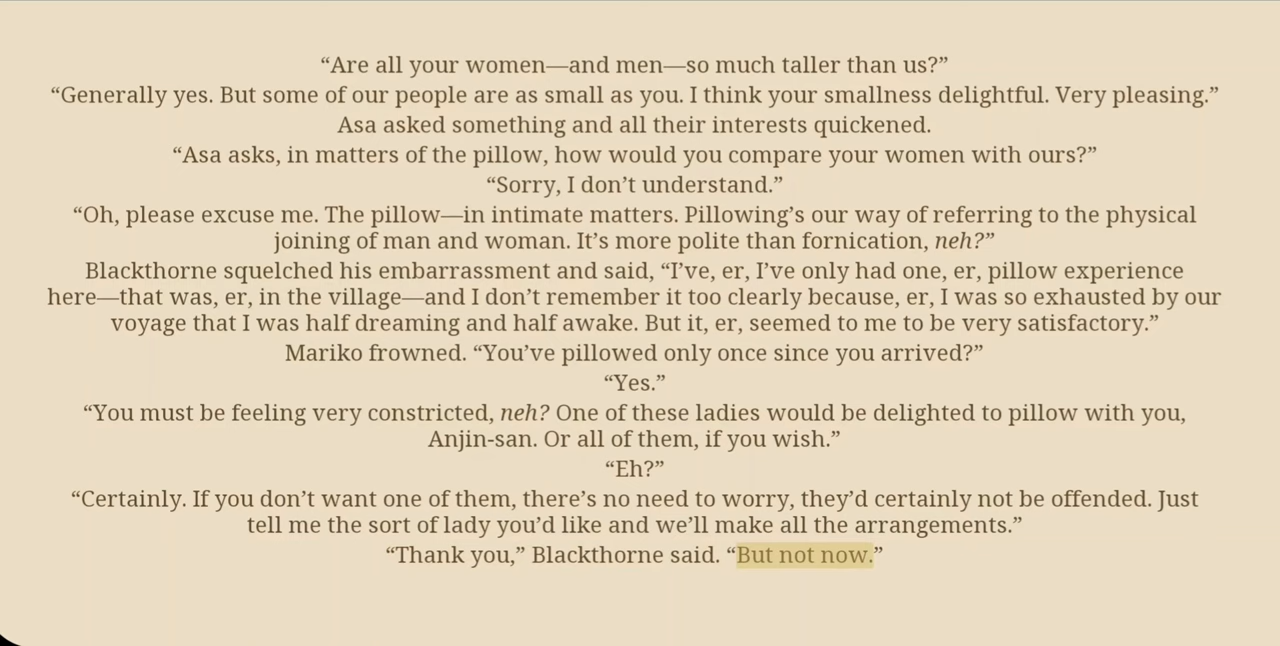 “Are all your women—and men—so much taller than us?”
“Generally yes. But some of our people are as small as you. I think your smallness delightful. Very pleasing.”
Asa asked something and all their interests quickened.
“Asa asks, in matters of the pillow, how would you compare your women with ours?”
“Sorry, I don’t understand.”
“Oh, please excuse me. The pillow—in intimate matters. Pillowing’s our way of referring to the physical
joining of man and woman. It’s more polite than fornication, neh?”
Blackthorne squelched his embarrassment and said, “I’ve, er, I’ve only had one, er, pillow experience
here—that was, er, in the village—and I don’t remember it too clearly because, er, I was so exhausted by our
voyage that I was half dreaming and half awake. But it, er, seemed to me to be very satisfactory.”
Mariko frowned. “You’ve pillowed only once since you arrived?”
“Yes.”
“You must be feeling very constricted, neh? One of these ladies would be delighted to pillow with you,
Anjin-san. Or all of them, if you wish.”
“Eh?”
“Certainly. If you don’t want one of them, there’s no need to worry, they’d certainly not be offended. Just
tell me the sort of lady you’d like and we’ll make all the arrangements.”
“Thank you,” Blackthorne said. “But not now.”